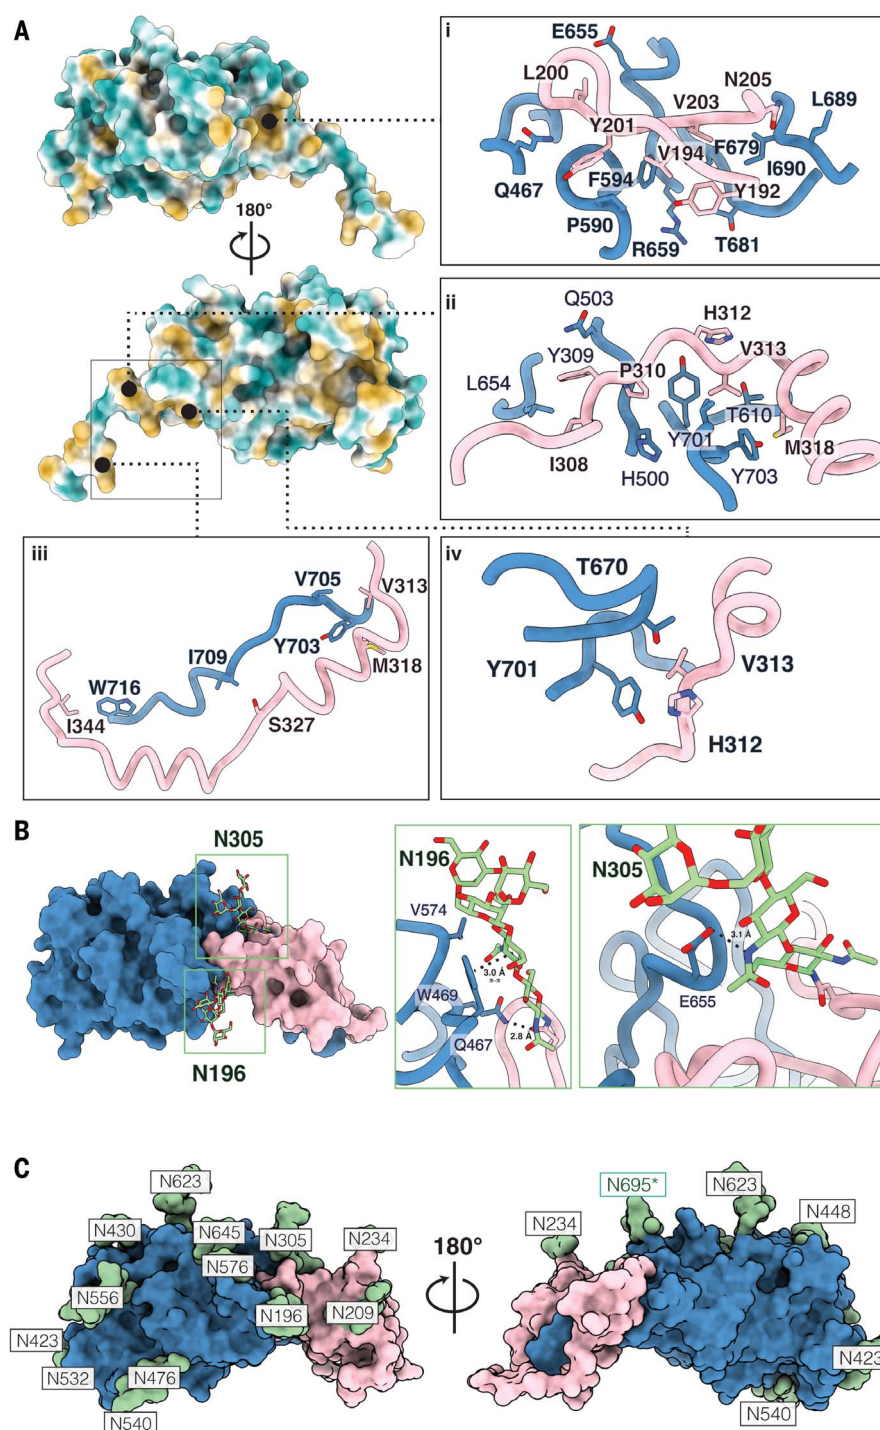 A
180°
i
E655
L200
N205
V203
L689
Y201
F679
V194
I690
Q467
F594
Y192
P590
R659
T681
ii
Q503
H312
Y309
V313
P310
L654
T610
Y701
M318
I308
H500
Y703
iii
V705
V313
Y703
I709
M318
W716
I344
S327
iv
T670
Y701
V313
H312
B
N305
N196
N196
V574
3.0 Å
π-π
W469
Q467
2.8 Å
N305
3.1 Å
E655
C
N623
N430
N645
N305
N234
N576
N556
N196
N209
N423
N532
N476
N540
180°
N695*
N623
N234
N448
N423
N540